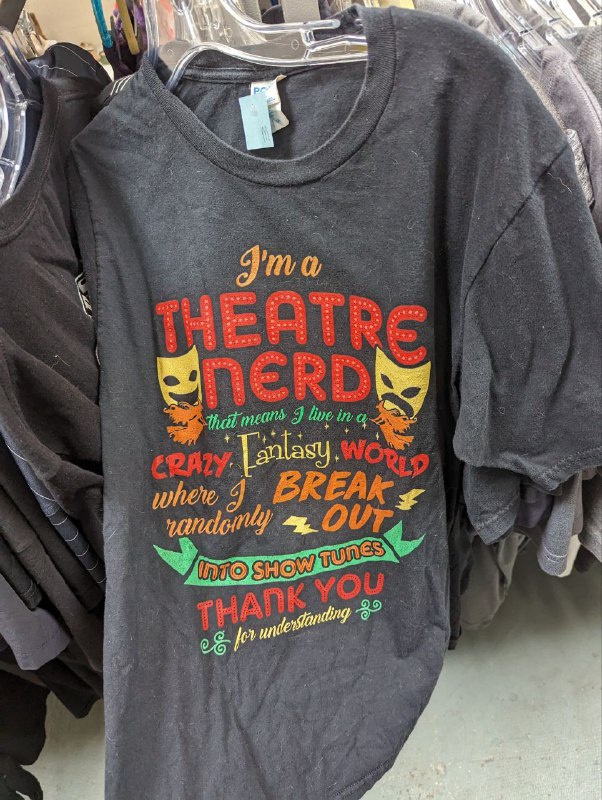 I'm a
THEATRE
NERD
that means I live in a
CRAZY Fantasy WORLD
where I BREAK
randomly OUT
INTO SHOW TUNES
THANK YOU
for understanding